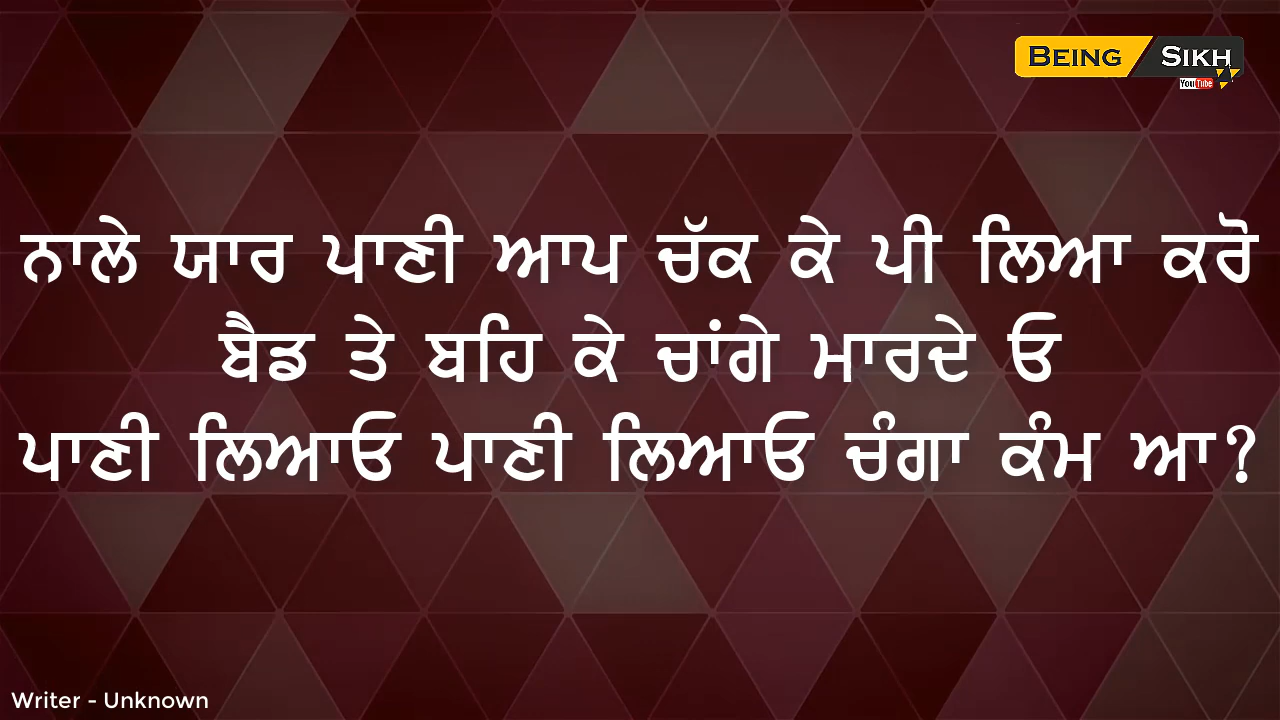 BEING SIKH
YouTube
ਨਾਲੇ ਯਾਰ ਪਾਣੀ ਆਪ ਚੱਕ ਕੇ ਪੀ ਲਿਆ ਕਰੋ
ਬੈਡ ਤੇ ਬਹਿ ਕੇ ਚਾਂਗੇ ਮਾਰਦੇ ਓ
ਪਾਣੀ ਲਿਆਓ ਪਾਣੀ ਲਿਆਓ ਚੰਗਾ ਕੰਮ ਆ?
Writer - Unknown